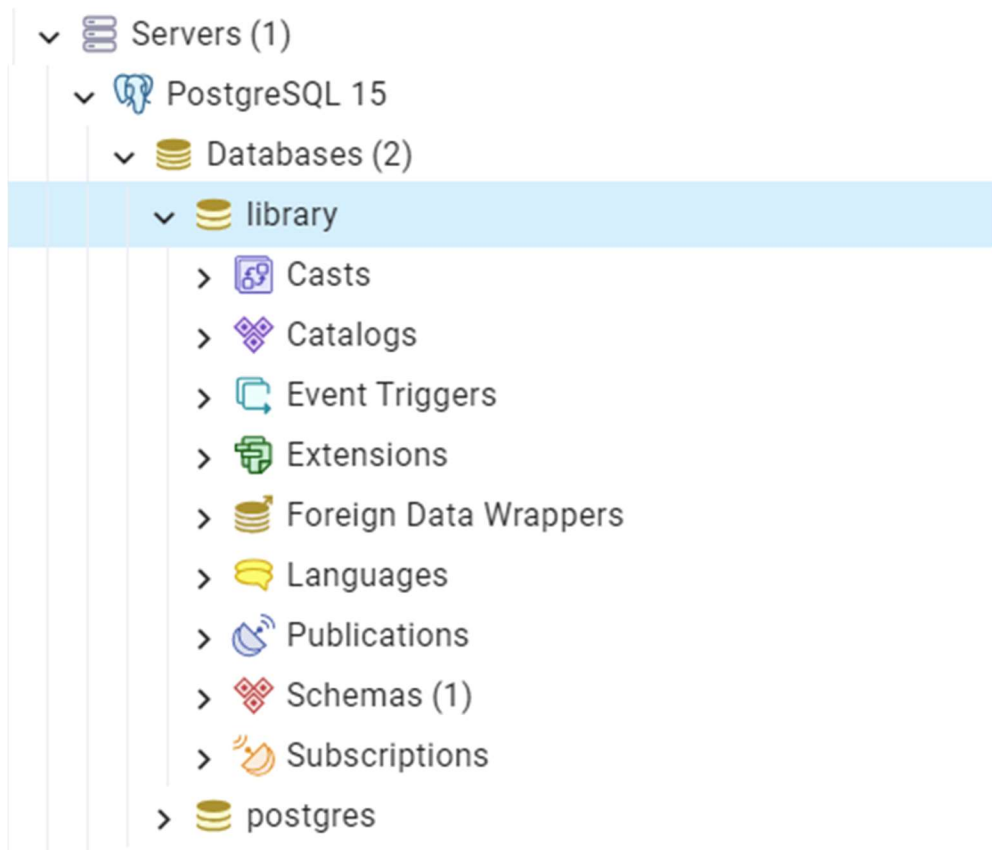 Servers (1)
PostgreSQL 15
Databases (2)
library
Casts
Catalogs
Event Triggers
Extensions
Foreign Data Wrappers
Languages
Publications
Schemas (1)
Subscriptions
postgres